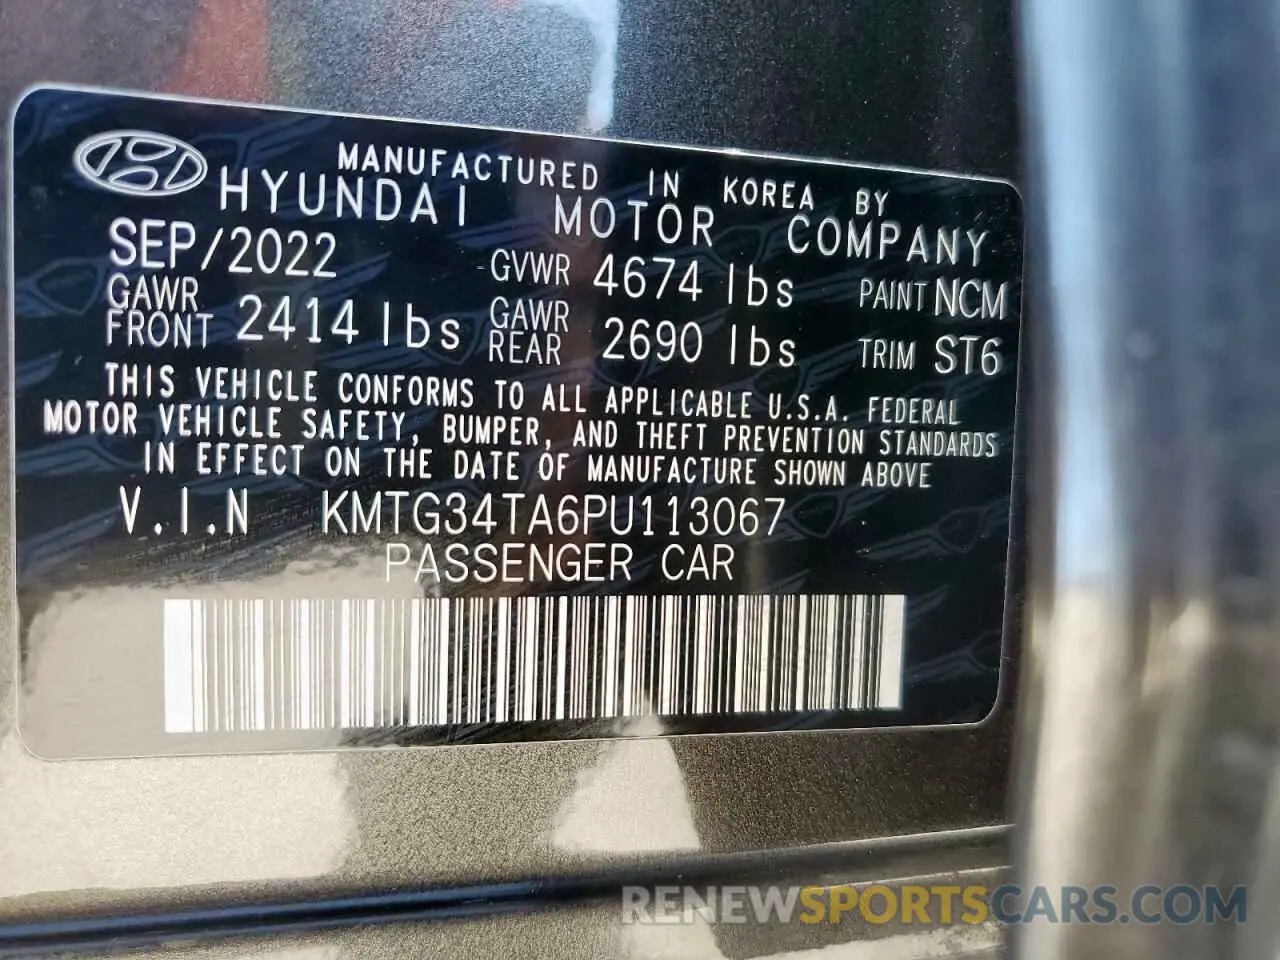 MANUFACTURED IN KOREA BY
HYUNDAI MOTOR COMPANY
SEP/2022 GVWR 4674 lbs PAINT NCM
GAWR FRONT 2414 lbs GAWR REAR 2690 lbs TRIM ST6
THIS VEHICLE CONFORMS TO ALL APPLICABLE U.S.A. FEDERAL
MOTOR VEHICLE SAFETY, BUMPER, AND THEFT PREVENTION STANDARDS
IN EFFECT ON THE DATE OF MANUFACTURE SHOWN ABOVE
V.I.N KMTG34TA6PU113067
PASSENGER CAR
RENEWSPORTSCARS.COM